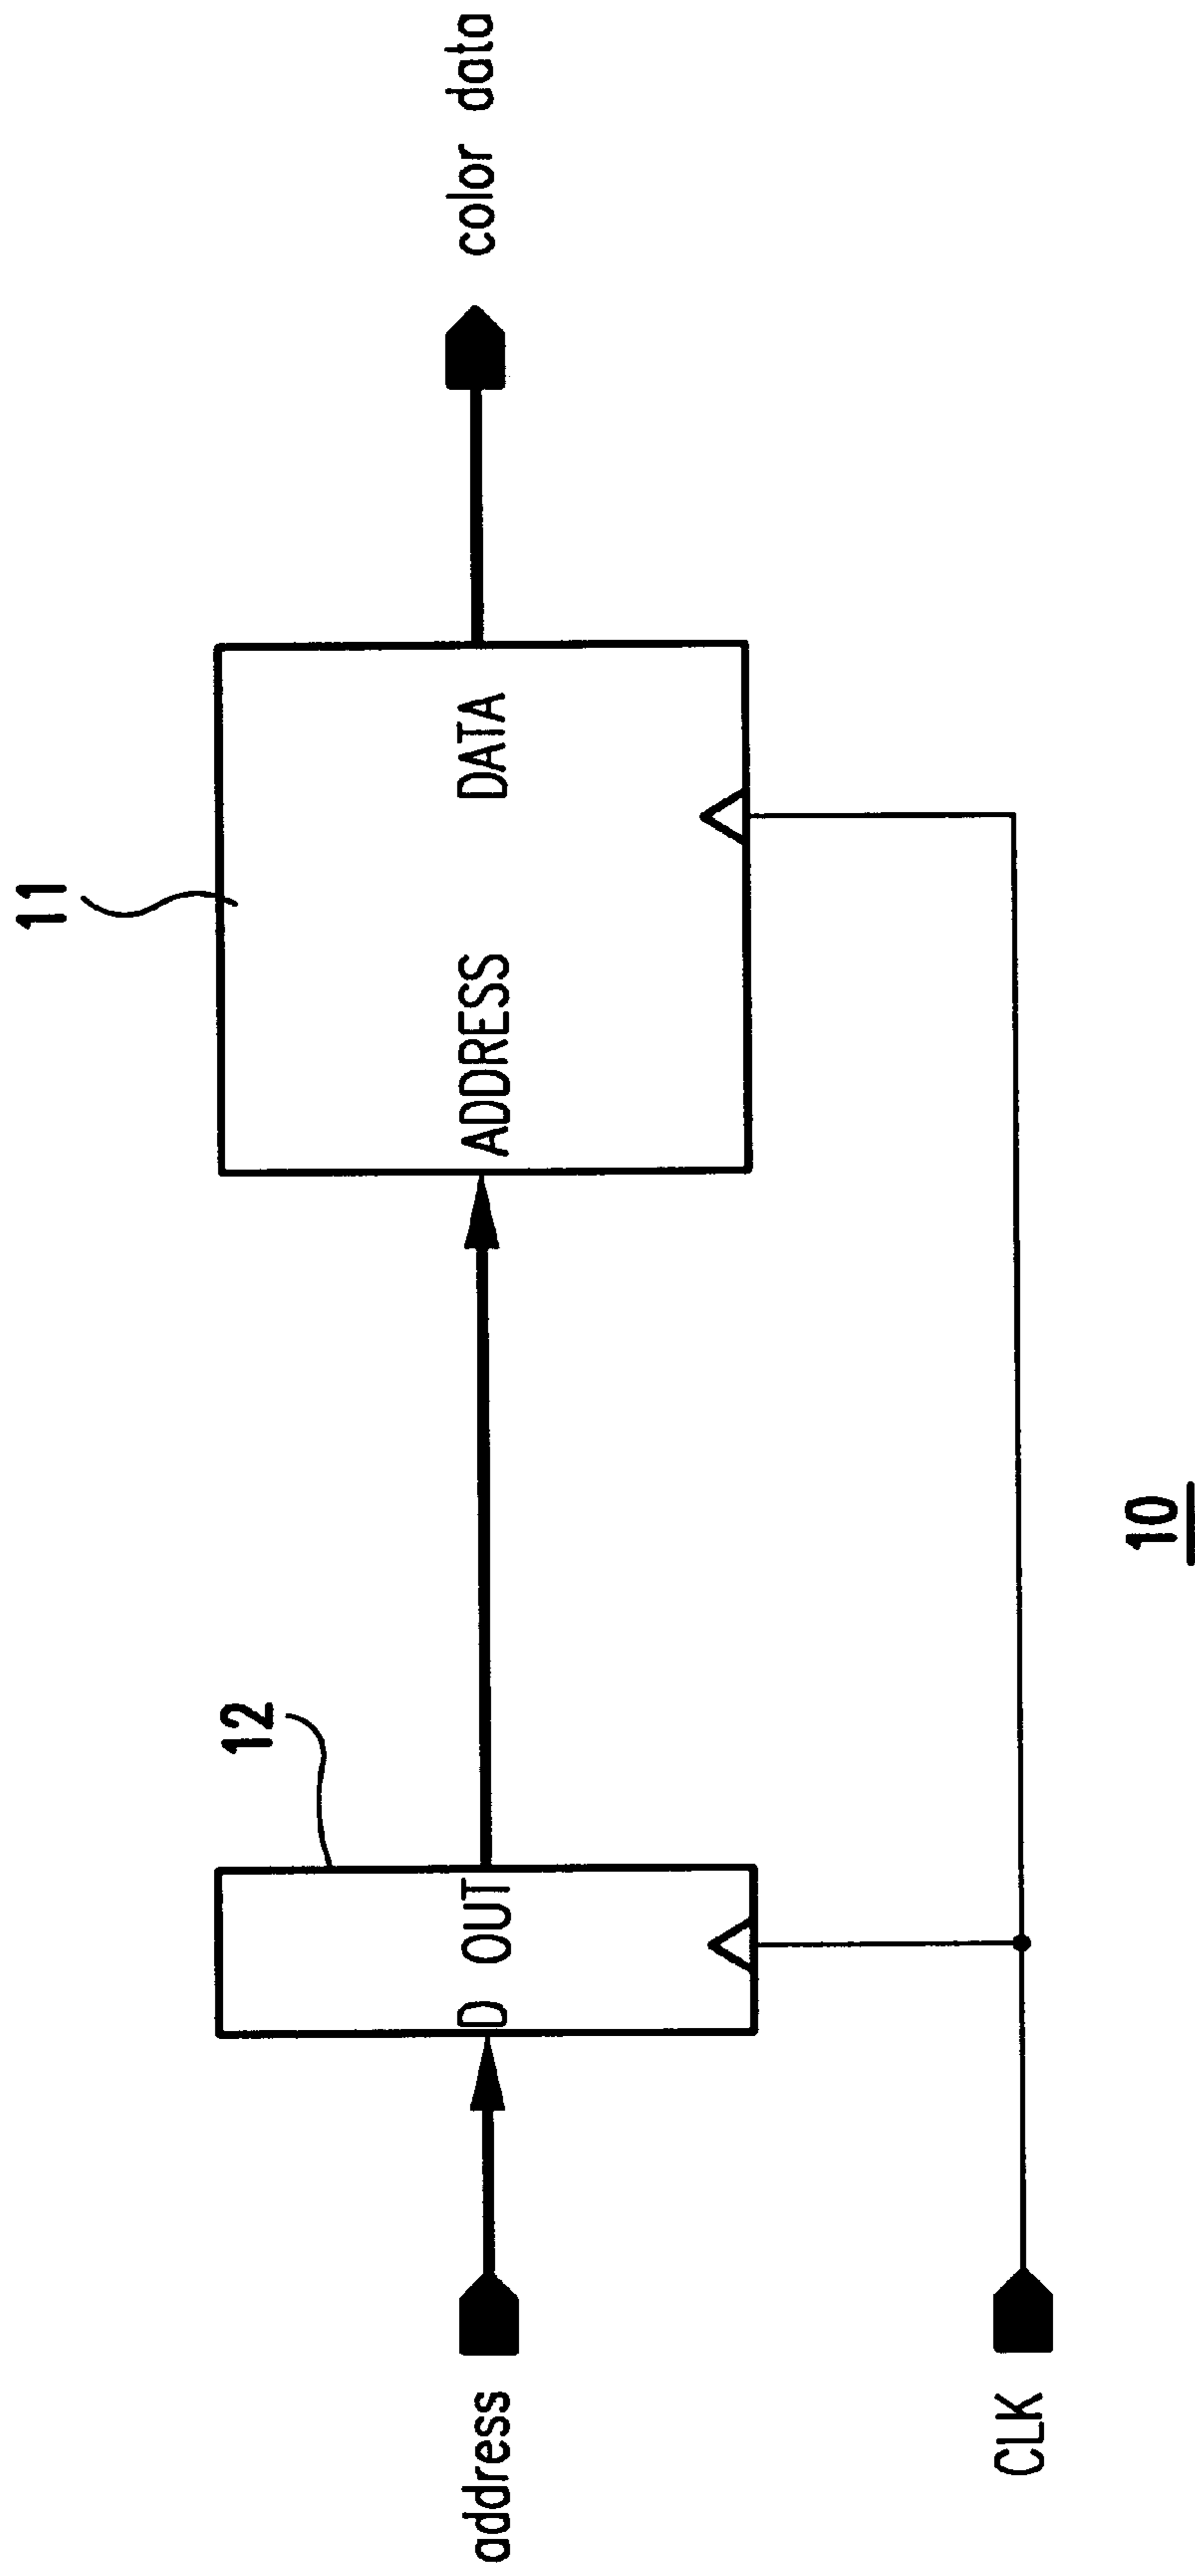 11
12
address
D OUT
ADDRESS DATA
color data
CLK
10